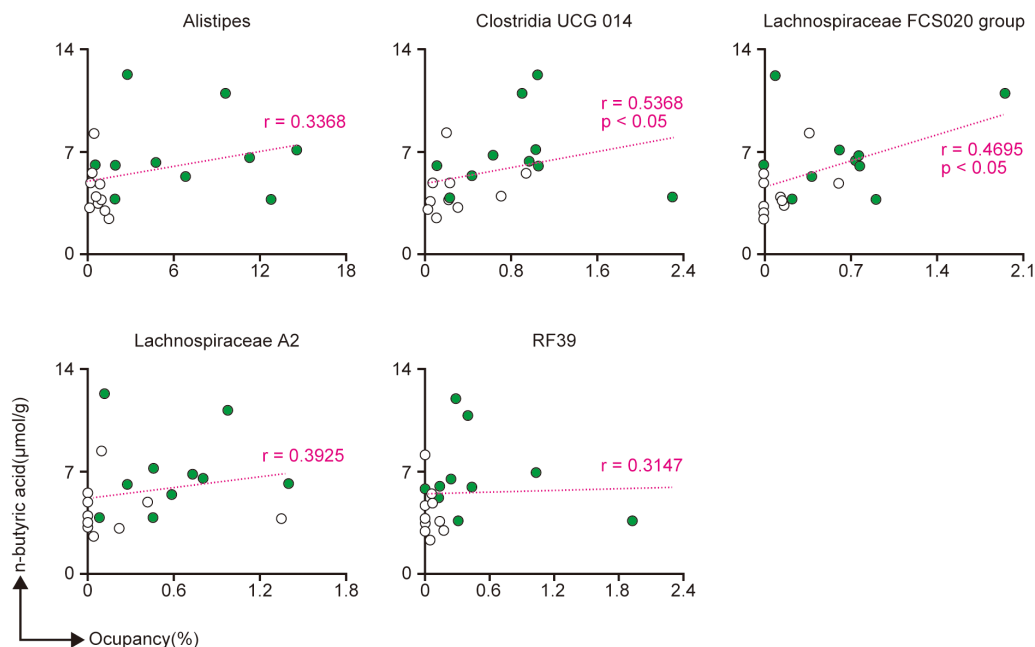 Alistipes
14
7
0
r = 0.3368
0 6 12 18
Clostridia UCG 014
14
7
0
r = 0.5368
p < 0.05
0 0.8 1.6 2.4
Lachnospiraceae FCS020 group
14
7
0
r = 0.4695
p < 0.05
0 0.7 1.4 2.1
Lachnospiraceae A2
14
7
0
r = 0.3925
0 0.6 1.2 1.8
RF39
14
7
0
r = 0.3147
0 0.6 1.2 1.8 2.4
n-butyric acid(μmol/g)
Ocupancy(%)